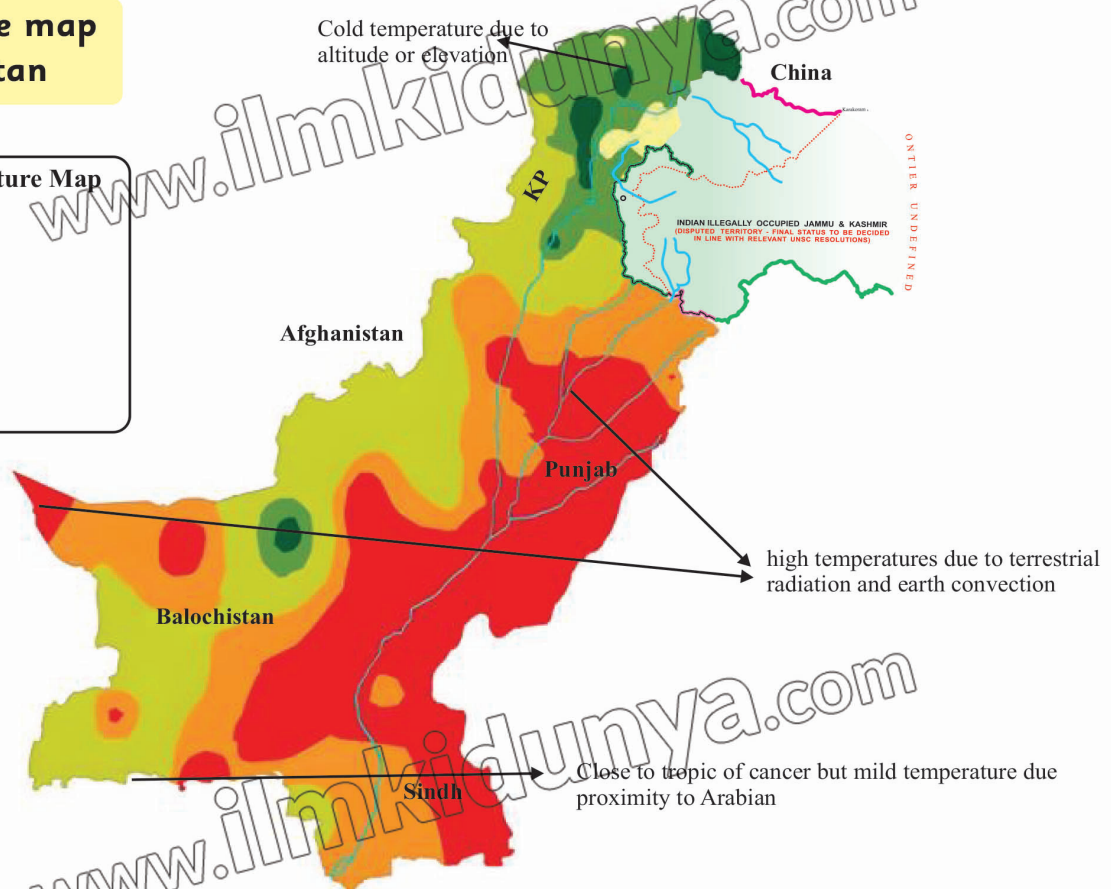 e map
tan
ture Map
Cold temperature due to
altitude or elevation
China
Karakoram
KP
ONTIER UNDEFINED
INDIAN ILLEGALLY OCCUPIED JAMMU & KASHMIR
(DISPUTED TERRITORY - FINAL STATUS TO BE DECIDED
IN LINE WITH RELEVANT UNSC RESOLUTIONS)
Afghanistan
Punjab
high temperatures due to terrestrial
radiation and earth convection
Balochistan
Close to tropic of cancer but mild temperature due
proximity to Arabian
Sindh
www.ilmkidunya.com
www.ilmkidunya.com